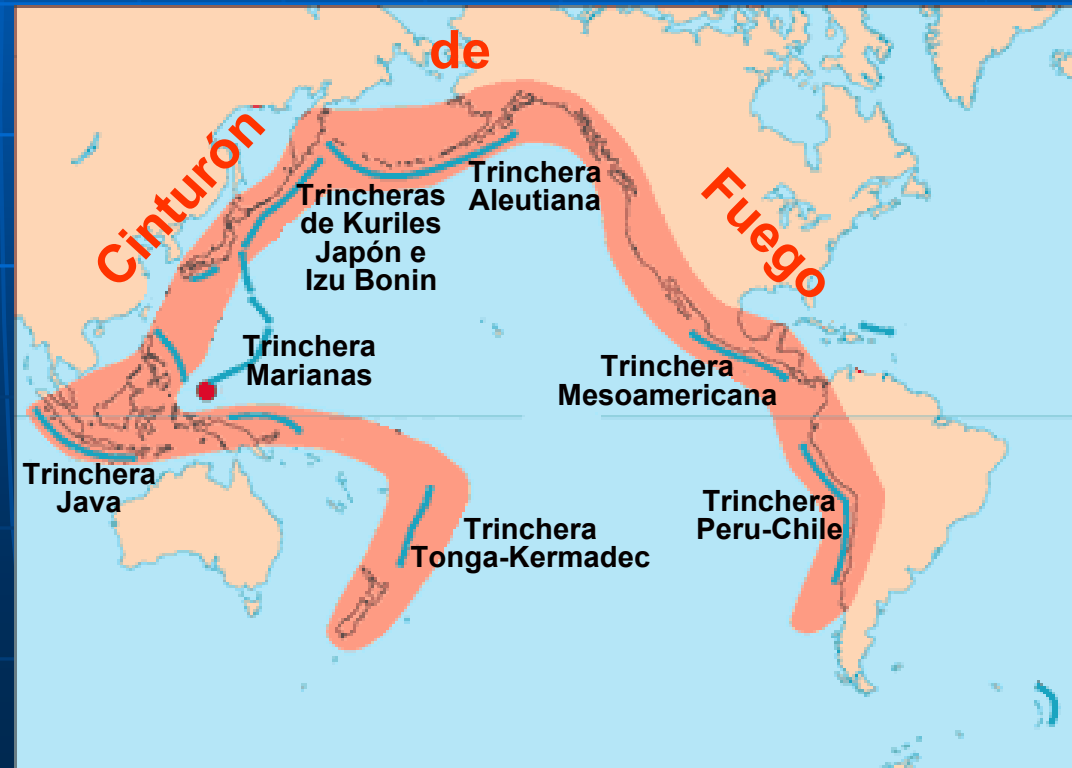 Cinturón
de
Fuego
Trincheras
de Kuriles
Japón e
Izu Bonin
Trinchera
Aleutiana
Trinchera
Marianas
Trinchera
Mesoamericana
Trinchera
Java
Trinchera
Tonga-Kermadec
Trinchera
Peru-Chile